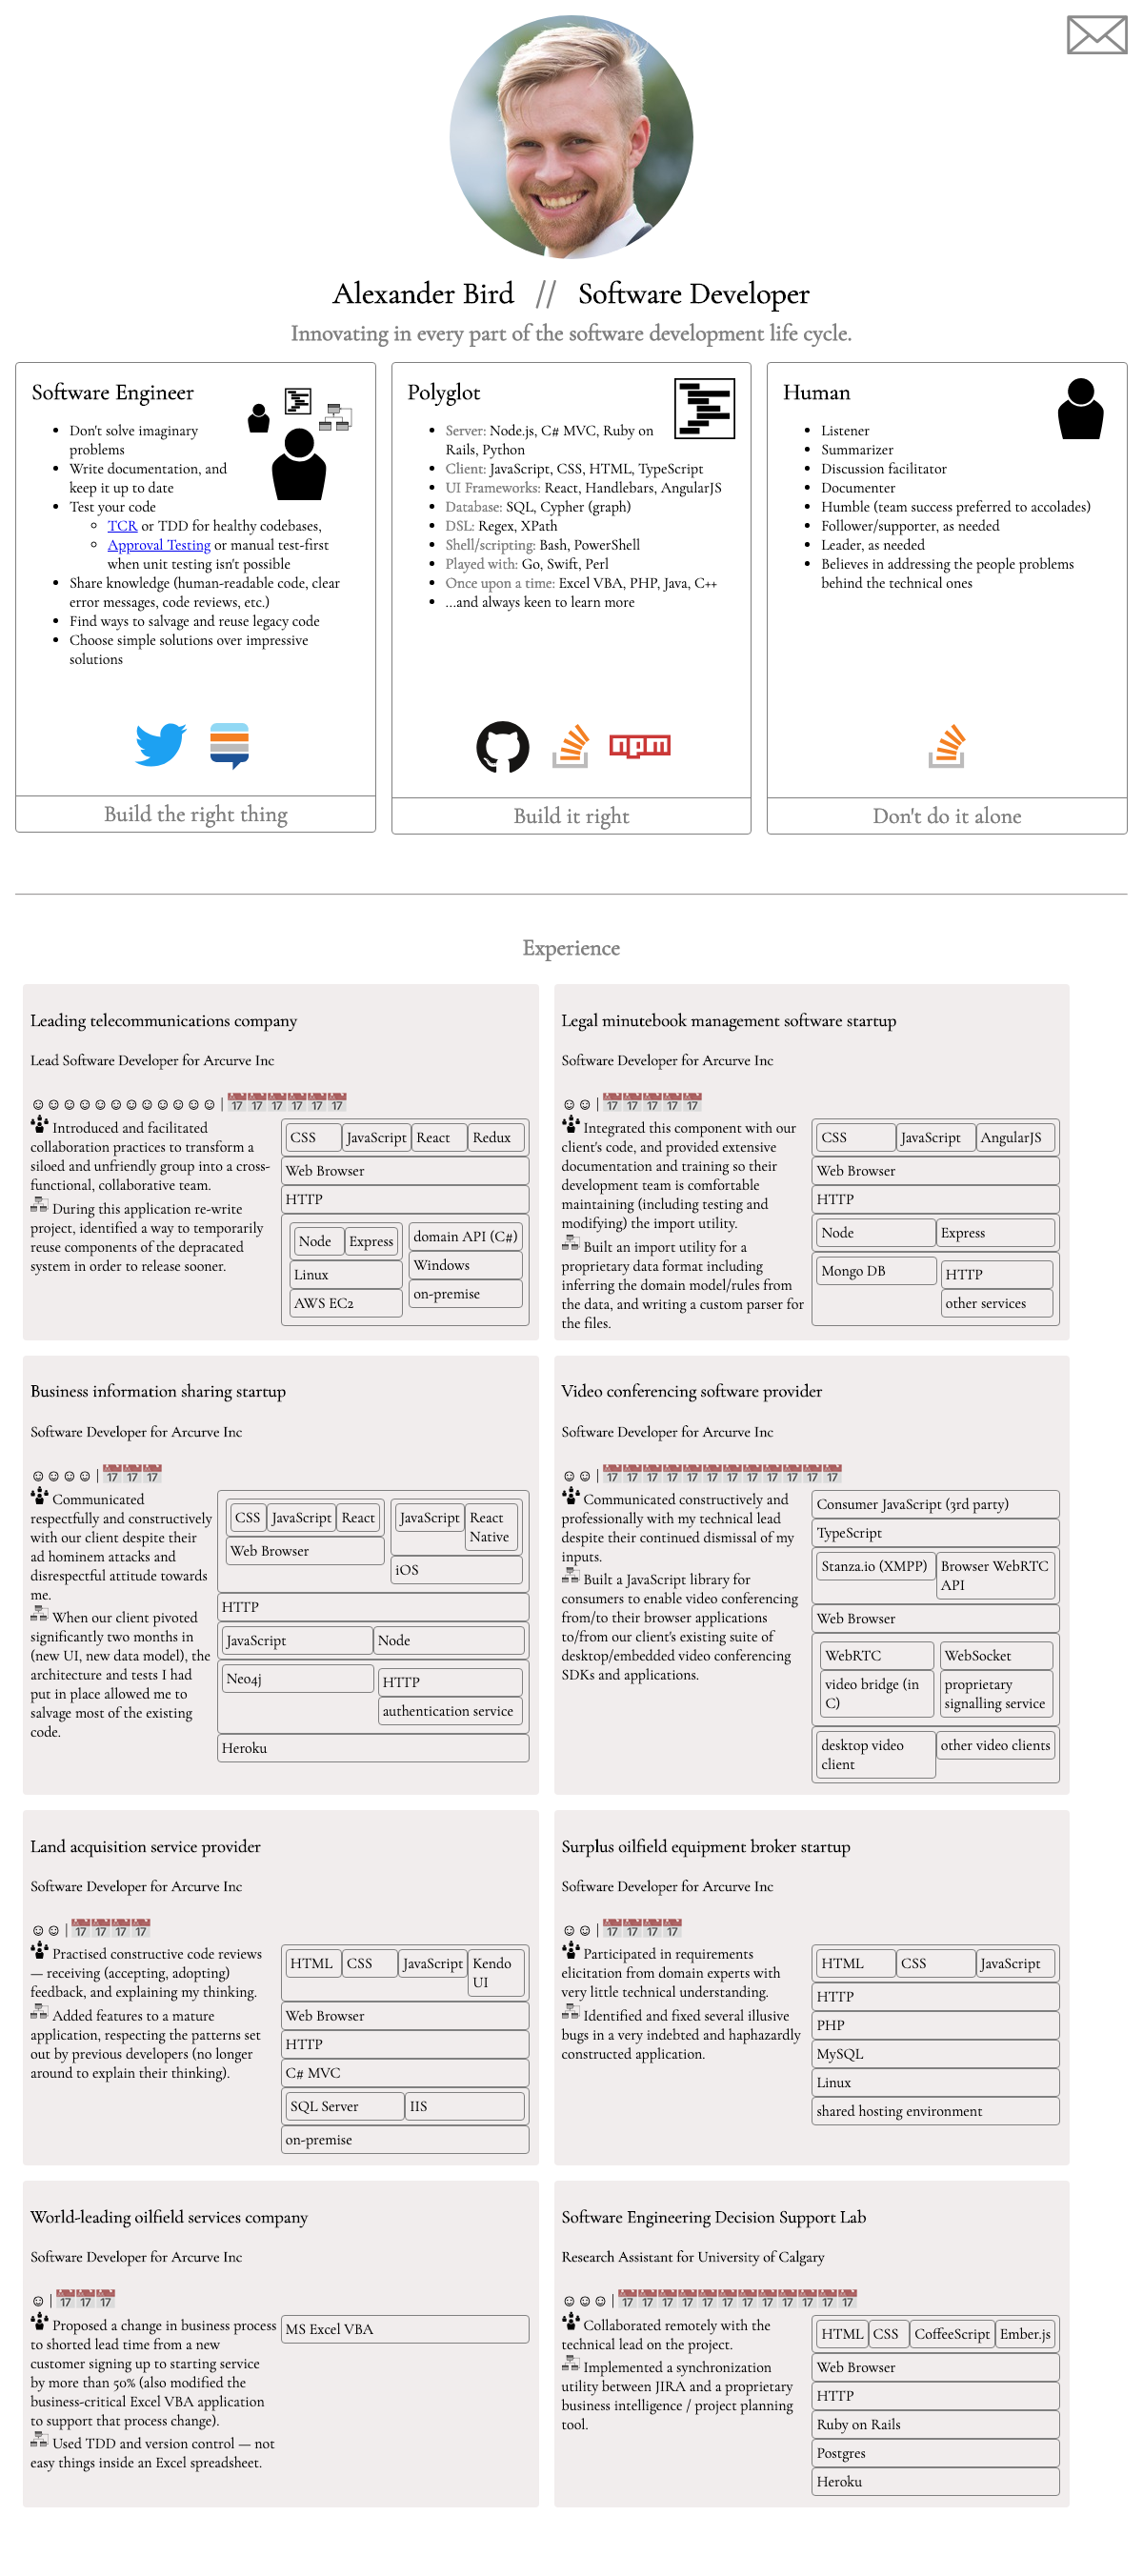 Alexander Bird // Software Developer
Innovating in every part of the software development life cycle.
Software Engineer
Don't solve imaginary
problems
Write documentation, and
keep it up to date
Test your code
TCR or TDD for healthy codebases,
Approval Testing or manual test-first
when unit testing isn't possible
Share knowledge (human-readable code, clear
error messages, code reviews, etc.)
Find ways to salvage and reuse legacy code
Choose simple solutions over impressive
solutions
Build the right thing
Polyglot
Server: Node.js, C# MVC, Ruby on
Rails, Python
Client: JavaScript, CSS, HTML, TypeScript
UI Frameworks: React, Handlebars, AngularJS
Database: SQL, Cypher (graph)
DSL: Regex, XPath
Shell/scripting: Bash, PowerShell
Played with: Go, Swift, Perl
Once upon a time: Excel VBA, PHP, Java, C++
...and always keen to learn more
npm
Build it right
Human
Listener
Summarizer
Discussion facilitator
Documenter
Humble (team success preferred to accolades)
Follower/supporter, as needed
Leader, as needed
Believes in addressing the people problems
behind the technical ones
Don't do it alone
Experience
Leading telecommunications company
Lead Software Developer for Arcurve Inc
☺☺☺☺☺☺☺☺☺☺☺☺ | 17 17 17 17 17 17
Introduced and facilitated
collaboration practices to transform a
siloed and unfriendly group into a cross-
functional, collaborative team.
During this application re-write
project, identified a way to temporarily
reuse components of the depracated
system in order to release sooner.
CSS JavaScript React Redux
Web Browser
HTTP
Node Express
Linux
AWS EC2
domain API (C#)
Windows
on-premise
Legal minutebook management software startup
Software Developer for Arcurve Inc
☺☺ | 17 17 17 17 17
Integrated this component with our
client's code, and provided extensive
documentation and training so their
development team is comfortable
maintaining (including testing and
modifying) the import utility.
Built an import utility for a
proprietary data format including
inferring the domain model/rules from
the data, and writing a custom parser for
the files.
CSS JavaScript AngularJS
Web Browser
HTTP
Node Express
Mongo DB
HTTP
other services
Business information sharing startup
Software Developer for Arcurve Inc
☺☺☺☺ | 17 17 17
Communicated
respectfully and constructively
with our client despite their
ad hominem attacks and
disrespectful attitude towards
me.
When our client pivoted
significantly two months in
(new UI, new data model), the
architecture and tests I had
put in place allowed me to
salvage most of the existing
code.
CSS JavaScript React
Web Browser
JavaScript React
Native
iOS
HTTP
JavaScript Node
Neo4j
HTTP
authentication service
Heroku
Video conferencing software provider
Software Developer for Arcurve Inc
☺☺ | 17 17 17 17 17 17 17 17 17 17 17 17
Communicated constructively and
professionally with my technical lead
despite their continued dismissal of my
inputs.
Built a JavaScript library for
consumers to enable video conferencing
from/to their browser applications
to/from our client's existing suite of
desktop/embedded video conferencing
SDKs and applications.
Consumer JavaScript (3rd party)
TypeScript
Stanza.io (XMPP) Browser WebRTC
API
Web Browser
WebRTC
video bridge (in
C)
WebSocket
proprietary
signalling service
desktop video
client
other video clients
Land acquisition service provider
Software Developer for Arcurve Inc
☺☺ | 17 17 17 17
Practised constructive code reviews
— receiving (accepting, adopting)
feedback, and explaining my thinking.
Added features to a mature
application, respecting the patterns set
out by previous developers (no longer
around to explain their thinking).
HTML CSS JavaScript Kendo
UI
Web Browser
HTTP
C# MVC
SQL Server IIS
on-premise
Surplus oilfield equipment broker startup
Software Developer for Arcurve Inc
☺☺ | 17 17 17 17
Participated in requirements
elicitation from domain experts with
very little technical understanding.
Identified and fixed several illusive
bugs in a very indebted and haphazardly
constructed application.
HTML CSS JavaScript
HTTP
PHP
MySQL
Linux
shared hosting environment
World-leading oilfield services company
Software Developer for Arcurve Inc
☺ | 17 17 17
Proposed a change in business process
to shorted lead time from a new
customer signing up to starting service
by more than 50% (also modified the
business-critical Excel VBA application
to support that process change).
Used TDD and version control — not
easy things inside an Excel spreadsheet.
MS Excel VBA
Software Engineering Decision Support Lab
Research Assistant for University of Calgary
☺☺☺ | 17 17 17 17 17 17 17 17 17 17 17 17
Collaborated remotely with the
technical lead on the project.
Implemented a synchronization
utility between JIRA and a proprietary
business intelligence / project planning
tool.
HTML CSS CoffeeScript Ember.js
Web Browser
HTTP
Ruby on Rails
Postgres
Heroku